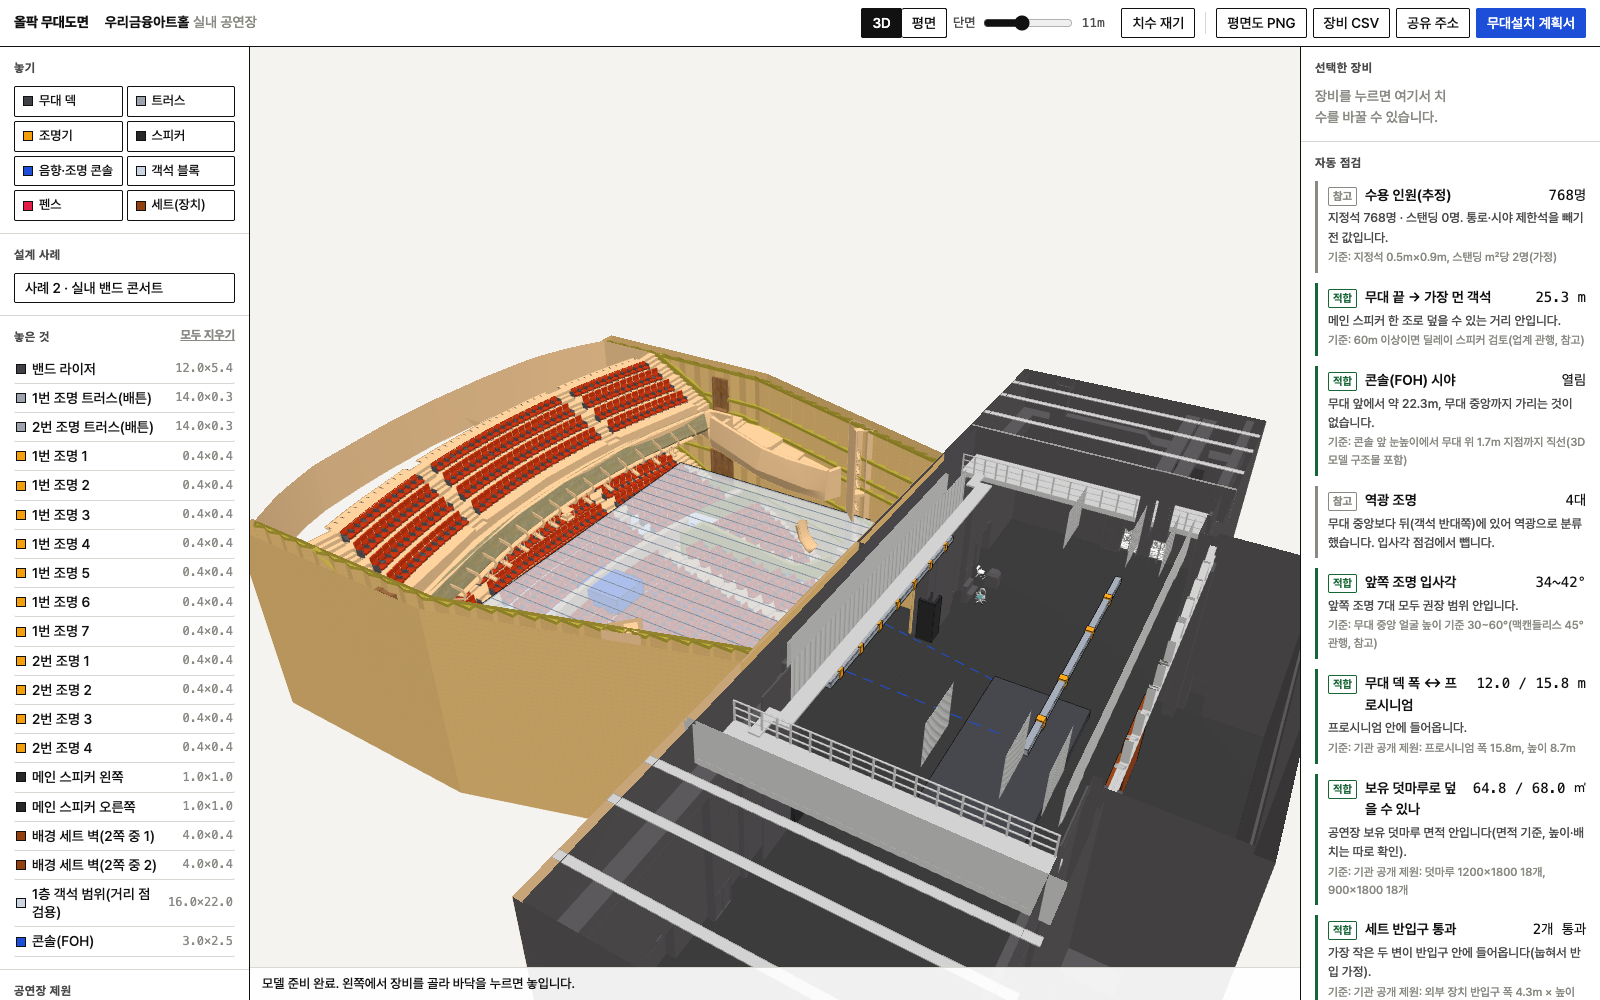 올팍 무대도면 우리금융아트홀 실내 공연장
3D 평면 단면 11m 치수 재기 평면도 PNG 장비 CSV 공유 주소 무대설치 계획서
놓기
무대 덱 트러스
조명기 스피커
음향·조명 콘솔 객석 블록
펜스 세트(장치)
설계 사례
사례 2 · 실내 밴드 콘서트
놓은 것 모두 지우기
밴드 라이저 12.0×5.4
1번 조명 트러스(배튼) 14.0×0.3
2번 조명 트러스(배튼) 14.0×0.3
1번 조명 1 0.4×0.4
1번 조명 2 0.4×0.4
1번 조명 3 0.4×0.4
1번 조명 4 0.4×0.4
1번 조명 5 0.4×0.4
1번 조명 6 0.4×0.4
1번 조명 7 0.4×0.4
2번 조명 1 0.4×0.4
2번 조명 2 0.4×0.4
2번 조명 3 0.4×0.4
2번 조명 4 0.4×0.4
메인 스피커 왼쪽 1.0×1.0
메인 스피커 오른쪽 1.0×1.0
배경 세트 벽(2쪽 중 1) 4.0×0.4
배경 세트 벽(2쪽 중 2) 4.0×0.4
1층 객석 범위(거리 점
검용) 16.0×22.0
콘솔(FOH) 3.0×2.5
공연장 제원
모델 준비 완료. 왼쪽에서 장비를 골라 바닥을 누르면 놓입니다.
선택한 장비
장비를 누르면 여기서 치
수를 바꿀 수 있습니다.
자동 점검
참고 수용 인원(추정) 768명
지정석 768명 · 스탠딩 0명. 통로·시야 제한석을 빼기
전 값입니다.
기준: 지정석 0.5m×0.9m, 스탠딩 m²당 2명(가정)
적합 무대 끝 → 가장 먼 객석 25.3 m
메인 스피커 한 조로 덮을 수 있는 거리 안입니다.
기준: 60m 이상이면 딜레이 스피커 검토(업계 관행, 참고)
적합 콘솔(FOH) 시야 열림
무대 앞에서 약 22.3m, 무대 중앙까지 가리는 것이
없습니다.
기준: 콘솔 앞 눈높이에서 무대 위 1.7m 지점까지 직선(3D
모델 구조물 포함)
참고 역광 조명 4대
무대 중앙보다 뒤(객석 반대쪽)에 있어 역광으로 분류
했습니다. 입사각 점검에서 뺍니다.
적합 앞쪽 조명 입사각 34~42°
앞쪽 조명 7대 모두 권장 범위 안입니다.
기준: 무대 중앙 얼굴 높이 기준 30–60°(맥캔들리스 45°
관행, 참고)
적합 무대 덱 폭 ↔ 프
로시니엄 12.0 / 15.8 m
프로시니엄 안에 들어옵니다.
기준: 기관 공개 제원: 프로시니엄 폭 15.8m, 높이 8.7m
적합 보유 덧마루로 덮
을 수 있나 64.8 / 68.0 ㎡
공연장 보유 덧마루 면적 안입니다(면적 기준, 높이·배
치는 따로 확인).
기준: 기관 공개 제원: 덧마루 1200×1800 18개,
900×1800 18개
적합 세트 반입구 통과 2개 통과
가장 작은 두 변이 반입구 안에 들어옵니다(눕혀서 반
입 가정).
기준: 기관 공개 제원: 외부 장치 반입구 폭 4.3m × 높이